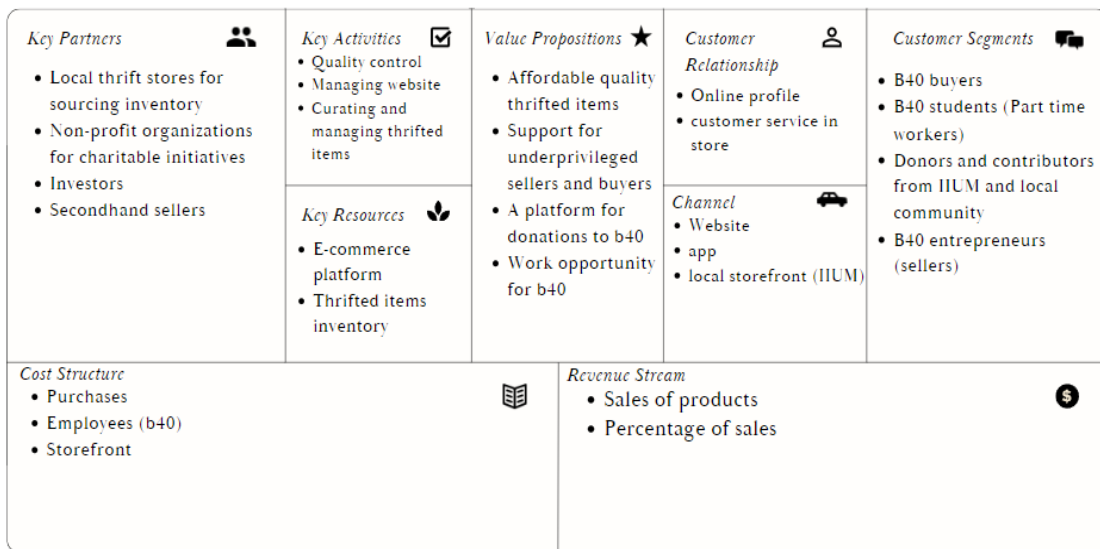 Key Partners
• Local thrift stores for
sourcing inventory
• Non-profit organizations
for charitable initiatives
• Investors
• Secondhand sellers
Key Activities
• Quality control
• Managing website
• Curating and
managing thrifted
items
Key Resources
• E-commerce
platform
• Thrifted items
inventory
Value Propositions
• Affordable quality
thrifted items
• Support for
underprivileged
sellers and buyers
• A platform for
donations to b40
• Work opportunity
for b40
Customer
Relationship
• Online profile
• customer service in
store
Channel
• Website
• app
• local storefront (IIUM)
Customer Segments
• B40 buyers
• B40 students (Part time
workers)
• Donors and contributors
from IIUM and local
community
• B40 entrepreneurs
(sellers)
Cost Structure
• Purchases
• Employees (b40)
• Storefront
Revenue Stream
$
• Sales of products
• Percentage of sales